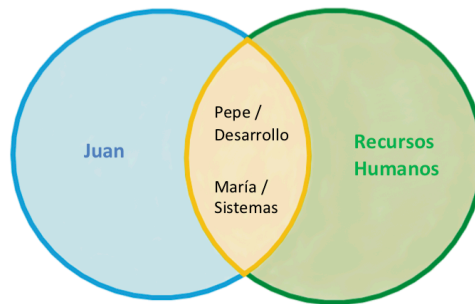 Juan
Pepe /
Desarrollo
María /
Sistemas
Recursos
Humanos